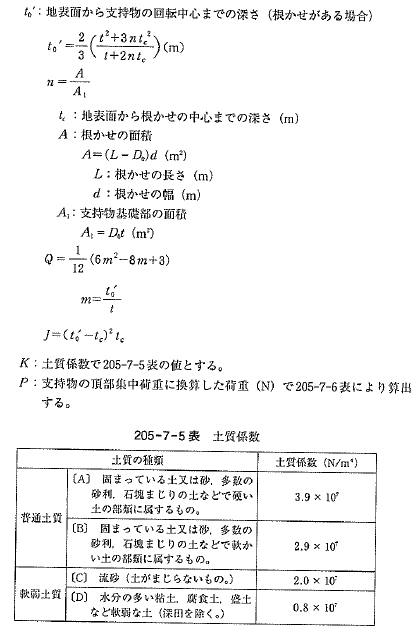 t₀′：地表面から支持物の回転中心までの深さ（根かせがある場合）
t₀′=2/3((t²+3nt_c²)/(t+2nt_c))(m)
n=A/A₁
t_c：地表面から根かせの中心までの深さ（m）
A：根かせの面積
A=(L－D₀)d（m²）
L：根かせの長さ（m）
d：根かせの幅（m）
A₁：支持物基礎部の面積
A₁=D₀t（m²）
Q=1/12(6m²－8m+3)
m=t₀′/t
J=(t₀′－t_c)²t_c
K：土質係数で205-7-5表の値とする。
P：支持物の頂部集中荷重に換算した荷重（N）で205-7-6表により算出
する。
205-7-5表　土質係数
土質の種類　土質係数（N/m⁴）
普通土質
〔A〕固まっている土又は砂，多数の
砂利，石塊まじりの土などで硬い
土の部類に属するもの。
3.9×10⁷
〔B〕固まっている土又は砂，多数の
砂利，石塊まじりの土などで軟か
い土の部類に属するもの。
2.9×10⁷
軟弱土質
〔C〕流砂（土がまじらないもの。）
2.0×10⁷
〔D〕水分の多い粘土，腐食土，盛土
など軟弱な土（深田を除く。）
0.8×10⁷